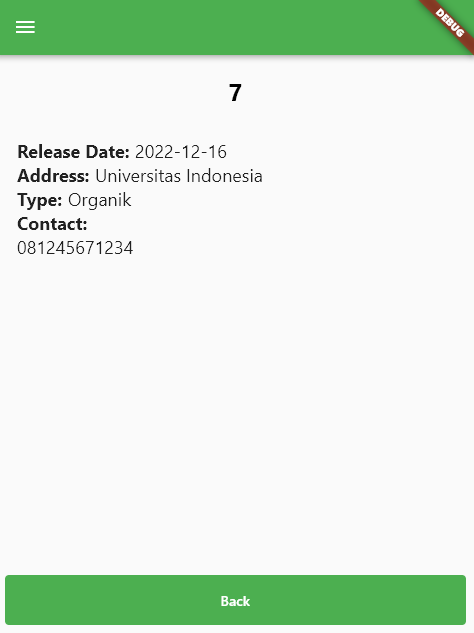 DEBUG
7
Release Date: 2022-12-16
Address: Universitas Indonesia
Type: Organik
Contact:
081245671234
Back